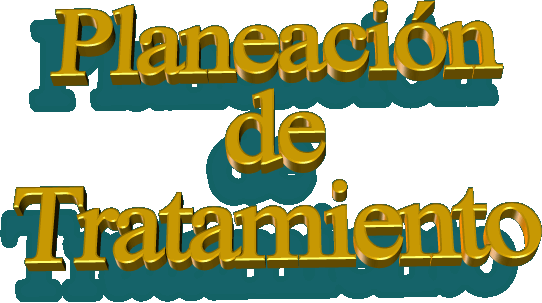 Planeación
de
Tratamiento